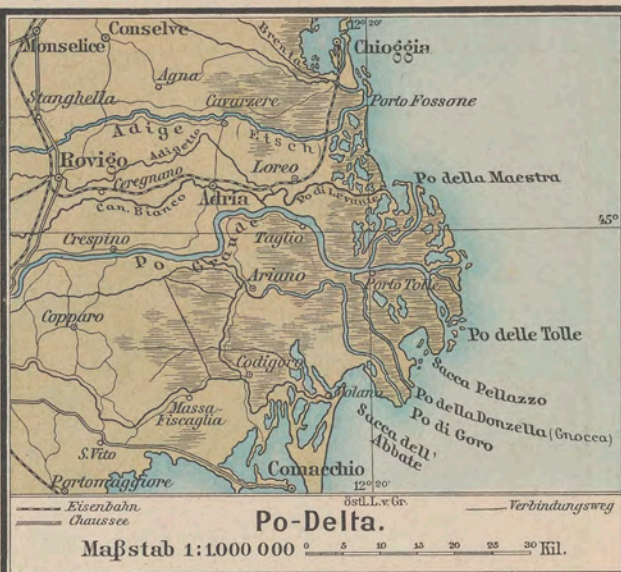 12° 20'
Conselve
Monselice
Brenta
Chioggia
Agna
Stanghella
Cavarzere
Porto Fossone
Adige (Etsch)
Rovigo
Adigetto
Loreo
Ceregnano
Po della Maestra
Can. Bianco
Adria
Po di Levante
45°
Crespino
Taglio
Po Grande
Ariano
Porto Tolle
Copparo
Po delle Tolle
Codigoro
Sacca Pellazzo
Volana
Massa-
Fiscaglia
Po della Donzella (Gnocca)
Po di Goro
Sacca dell'
Abbate
S. Vito
Comacchio
Portomaggiore
12° 20'
östl. L. v. Gr.
Eisenbahn
Chaussee
Verbindungsweg
Po-Delta.
Maßstab 1:1.000 000
0 5 10 15 20 25 30 Kil.